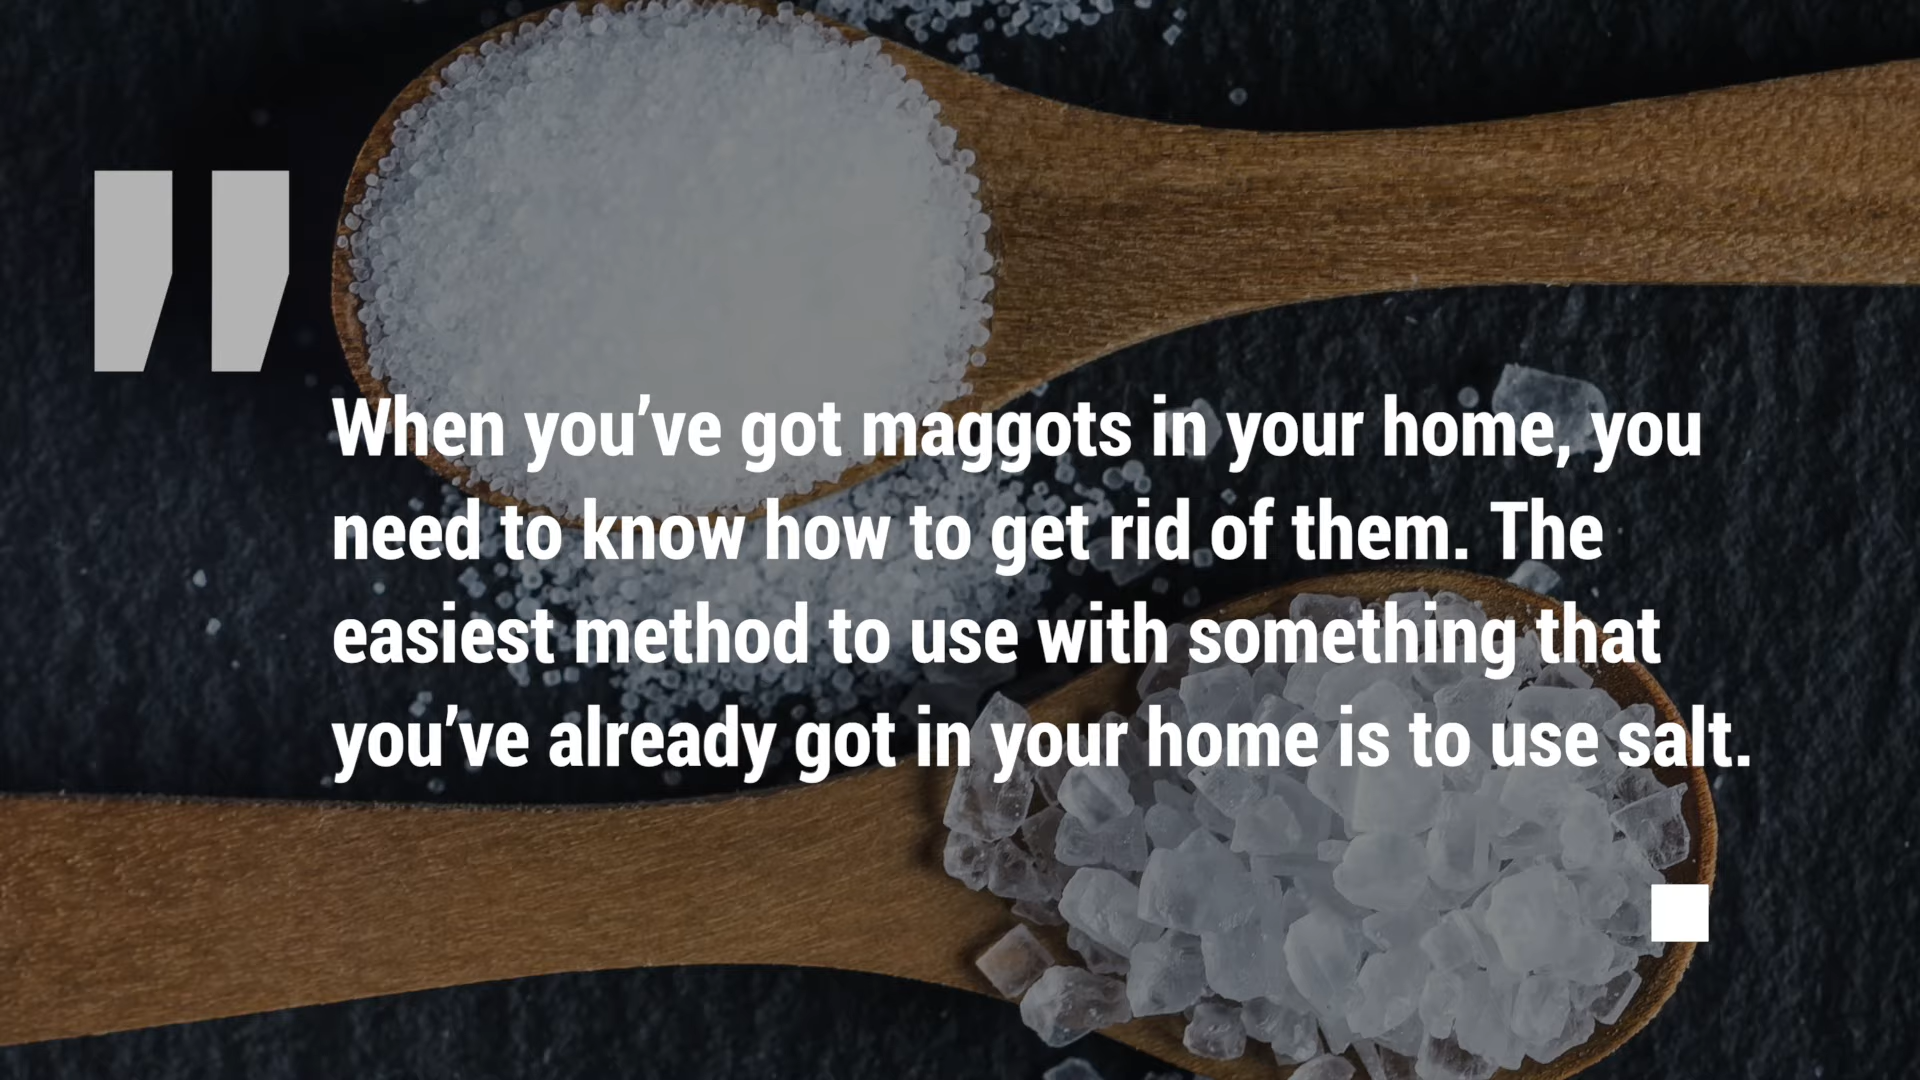 "
When you’ve got maggots in your home, you
need to know how to get rid of them. The
easiest method to use with something that
you’ve already got in your home is to use salt.